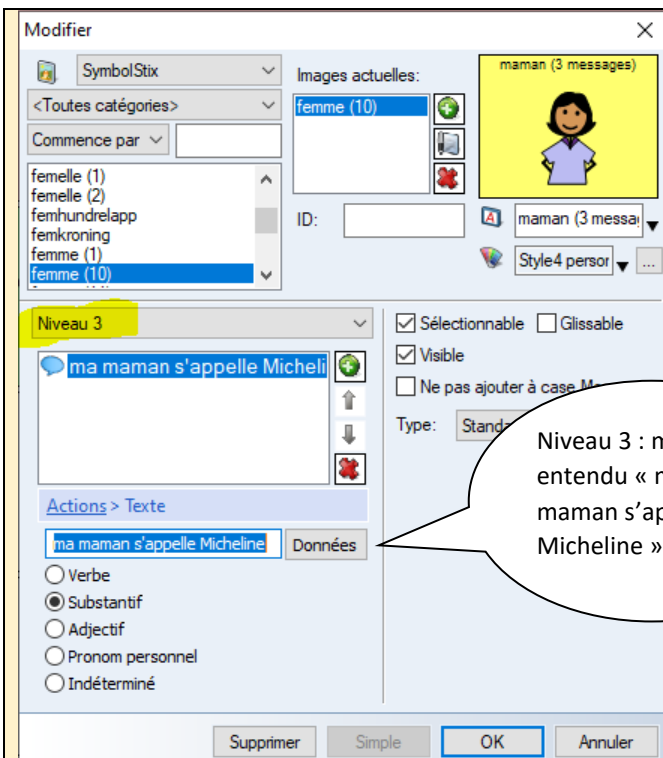 Modifier
SymbolStix
Images actuelles:
maman (3 messages)
<Toutes catégories>
femme (10)
Commence par
femelle (1)
femelle (2)
femhundrelapp
femkroning
femme (1)
femme (10)
ID:
maman (3 messa
Style4 person
...
Niveau 3
Sélectionnable
Glissable
Visible
Ne pas ajouter à case
Type:
ma maman s'appelle Micheli
Niveau 3 :
entendu «
maman s'ap
Micheline »
Actions > Texte
ma maman s'appelle Micheline
Données
Verbe
Substantif
Adjectif
Pronom personnel
Indéterminé
Supprimer
Simple
OK
Annuler